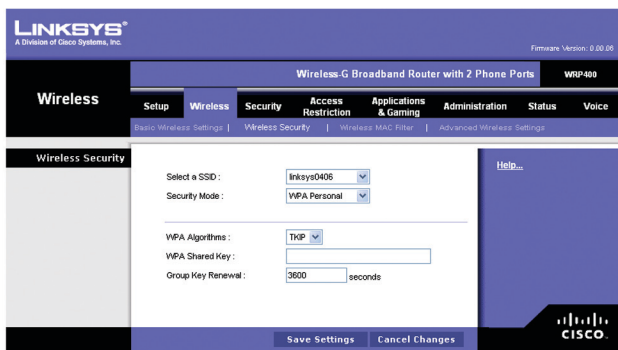 LINKSYS®
A Division of Cisco Systems, Inc.
Firmware Version: 0.00.06
Wireless-G Broadband Router with 2 Phone Ports WRP400
Wireless
Setup Wireless Security Access Restriction Applications & Gaming Administration Status Voice
Basic Wireless Settings | Wireless Security | Wireless MAC Filter | Advanced Wireless Settings
Wireless Security
Help...
Select a SSID : linksys0406
Security Mode : WPA Personal
WPA Algorithms : TKIP
WPA Shared Key :
Group Key Renewal : 3600 seconds
Save Settings Cancel Changes
CISCO.